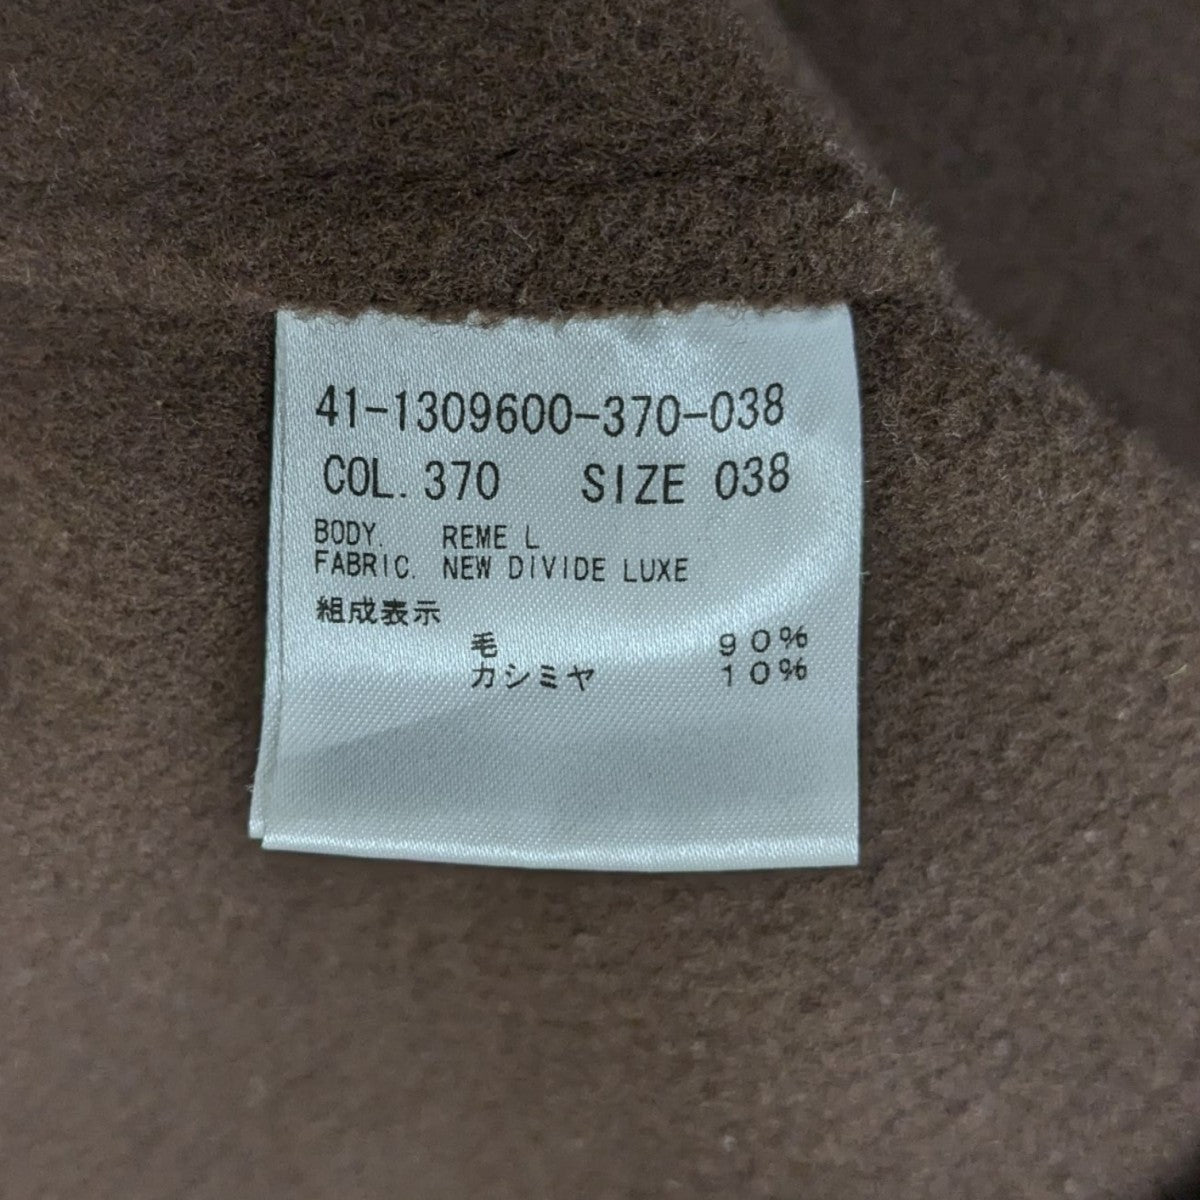 41-1309600-370-038
COL. 370 SIZE 038
BODY. REME L
FABRIC. NEW DIVIDE LUXE
組成表示
毛 90%
カシミヤ 10%